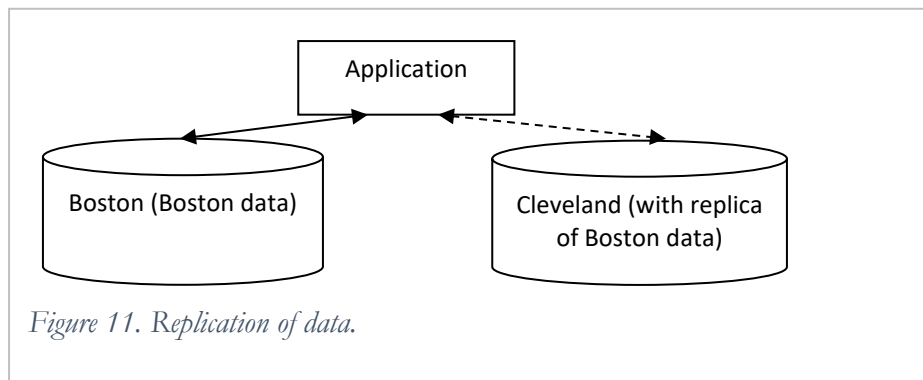 Application
Boston (Boston data)
Cleveland (with replica
of Boston data)
Figure 11. Replication of data.